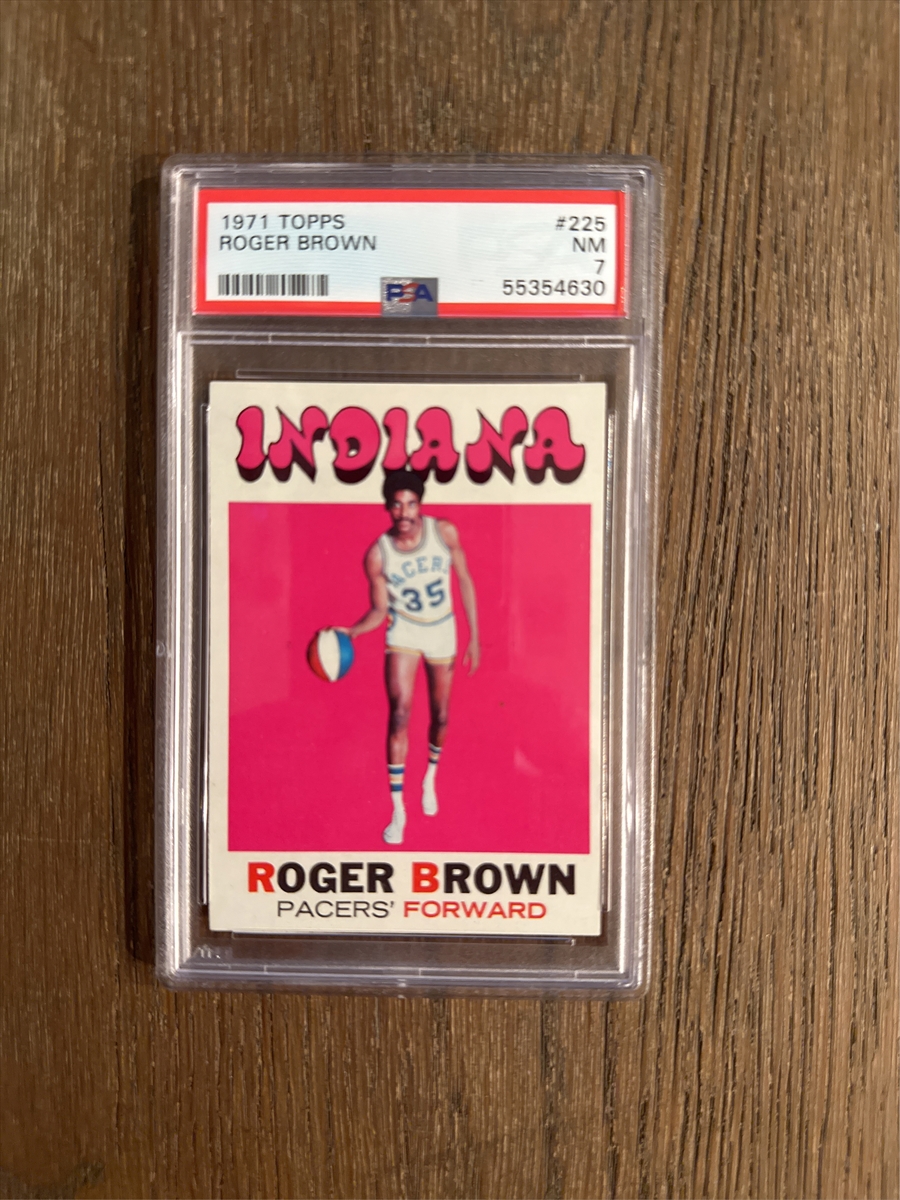 1971 TOPPS #225
ROGER BROWN NM
7
PSA 55354630
INDIANA
PACERS
35
ROGER BROWN
PACERS' FORWARD